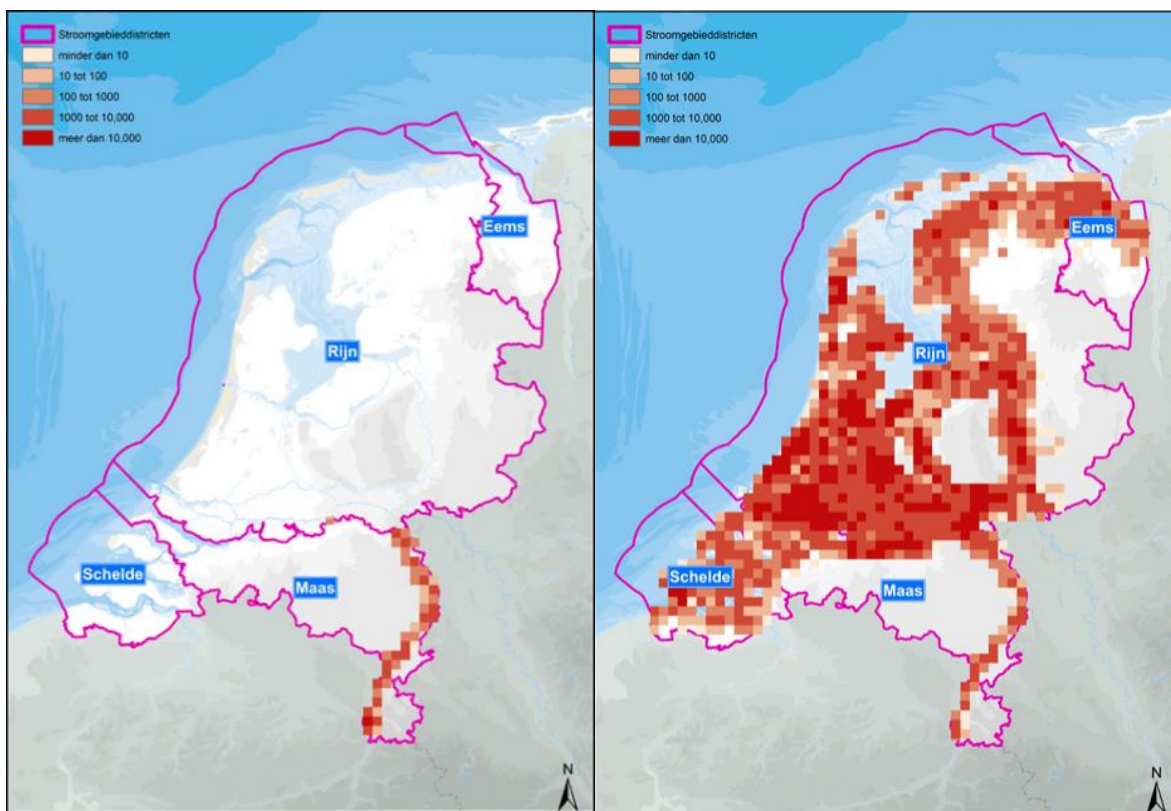 Stroomgebieddistricten
minder dan 10
10 tot 100
100 tot 1000
1000 tot 10,000
meer dan 10,000
Eems
Rijn
Schelde
Maas
N
Stroomgebieddistricten
minder dan 10
10 tot 100
100 tot 1000
1000 tot 10,000
meer dan 10,000
Eems
Rijn
Schelde
Maas
N